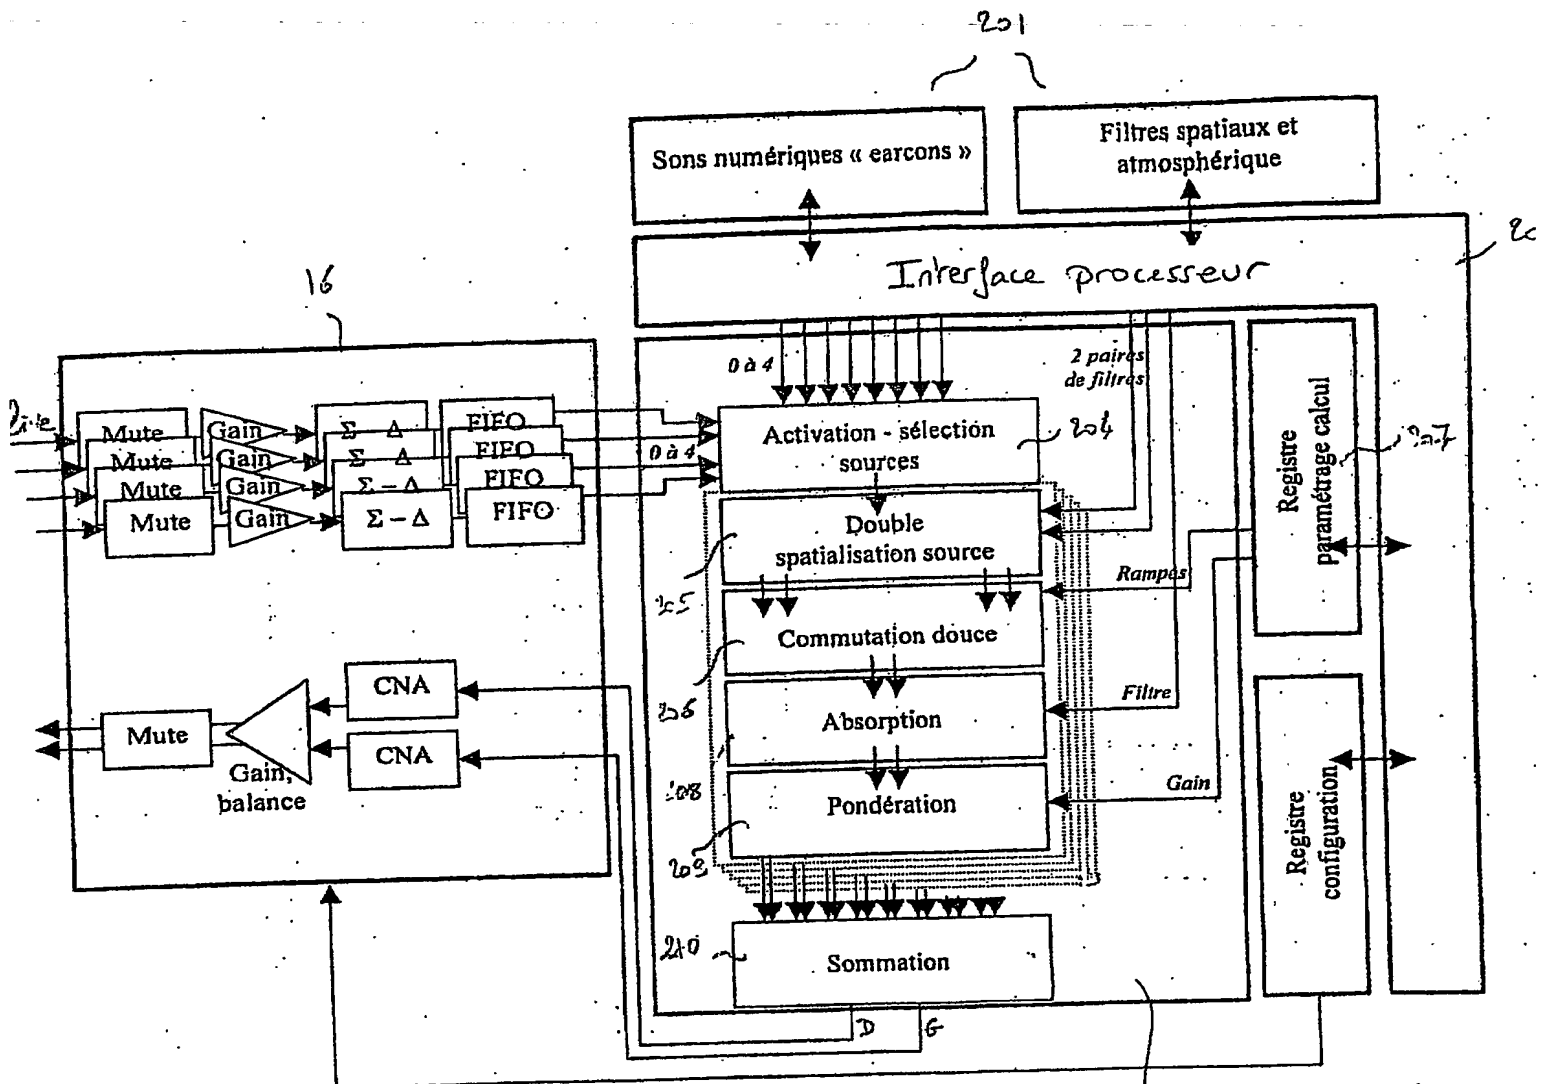 201
Sons numériques « earcons »
Filtres spatiaux et
atmosphérique
Interface processeur
16
0 à 4
2 paires
de filtres
Mute
Gain
Σ - Δ
FIFO
Mute
Gain
Σ - Δ
FIFO
Mute
Gain
Σ - Δ
FIFO
Mute
Gain
Σ - Δ
FIFO
0 à 4
Activation - sélection
sources
204
Double
spatialisation source
205
Rampes
Commutation douce
206
Filtre
Absorption
208
Gain
Pondération
209
Sommation
210
D
G
Registre
paramétrage calcul
207
Registre
configuration
CNA
CNA
Mute
Gain,
balance